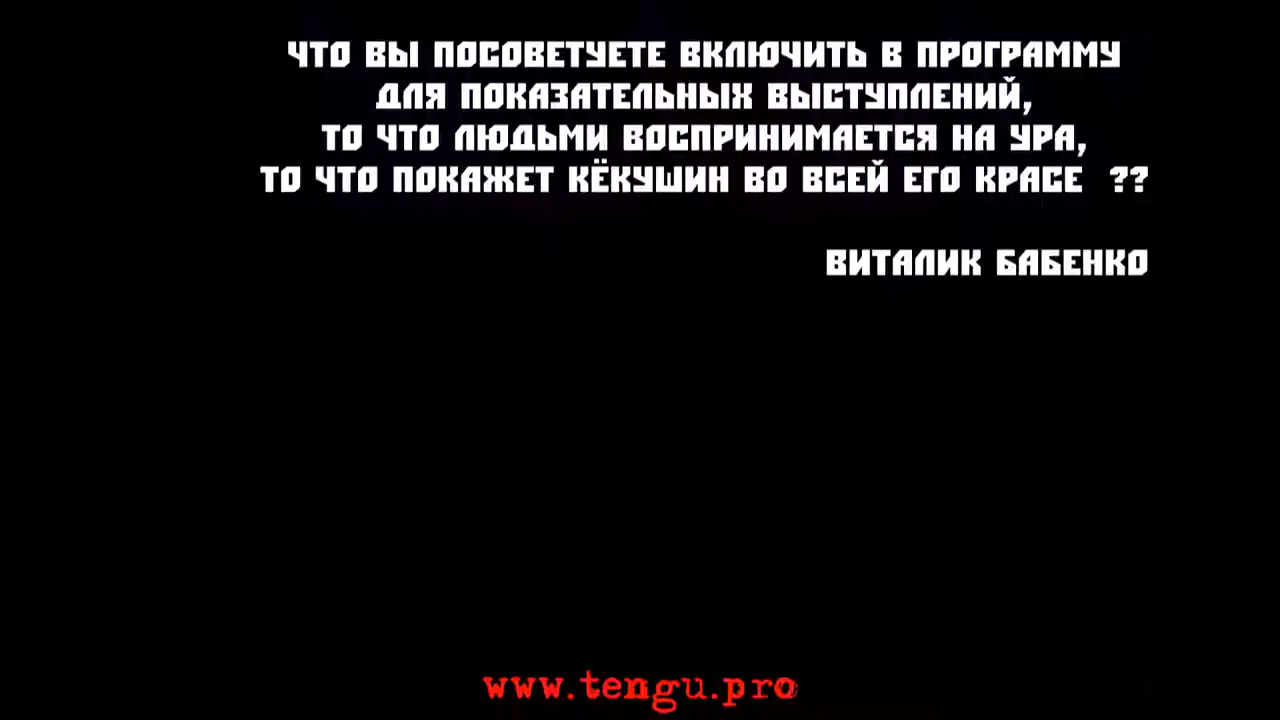 ЧТО ВЫ ПОСОВЕТУЕТЕ ВКЛЮЧИТЬ В ПРОГРАММУ
ДЛЯ ПОКАЗАТЕЛЬНЫХ ВЫСТУПЛЕНИЙ,
ТО ЧТО ЛЮДЬМИ ВОСПРИНИМАЕТСЯ НА УРА,
ТО ЧТО ПОКАЖЕТ КЁКУШИН ВО ВСЕЙ ЕГО КРАСЕ ??
ВИТАЛИК БАБЕНКО
www.tengu.pro